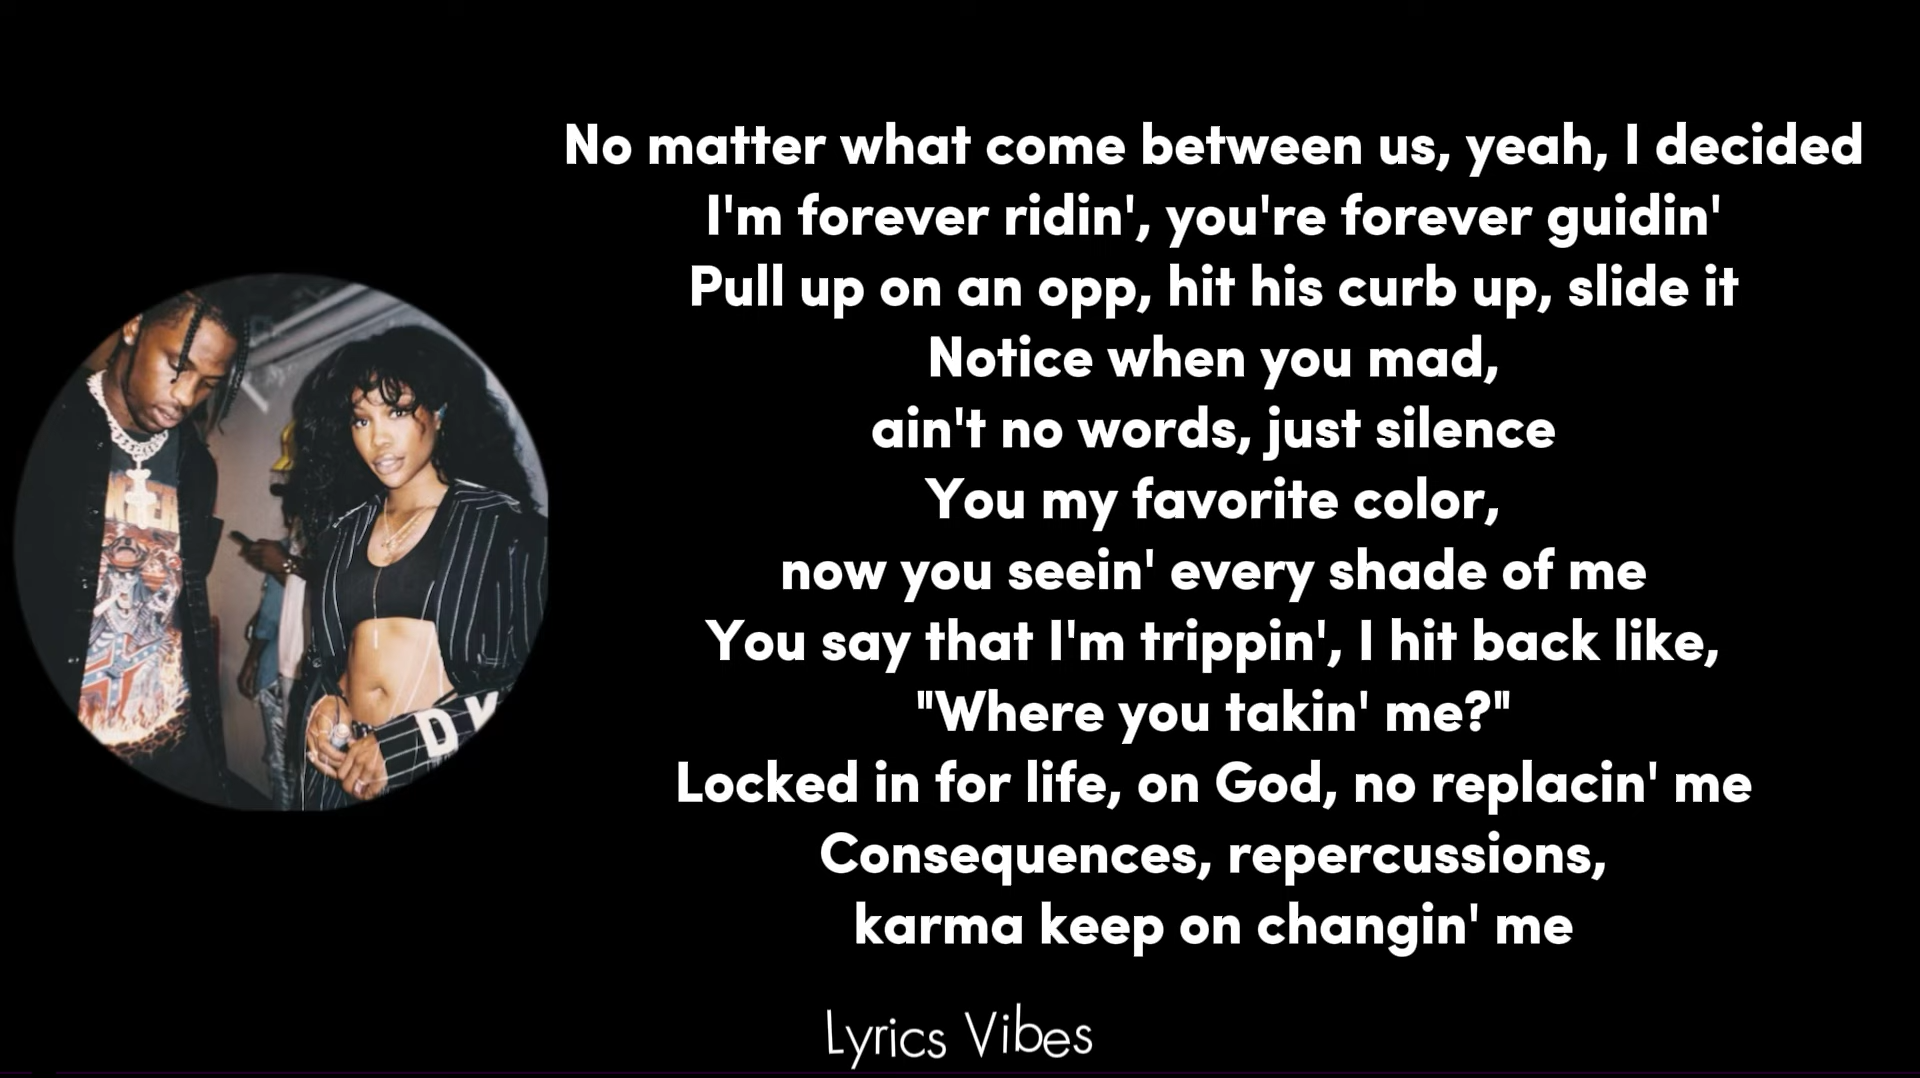 No matter what come between us, yeah, I decided
I'm forever ridin', you're forever guidin'
Pull up on an opp, hit his curb up, slide it
Notice when you mad,
ain't no words, just silence
You my favorite color,
now you seein' every shade of me
You say that I'm trippin', I hit back like,
"Where you takin' me?"
Locked in for life, on God, no replacin' me
Consequences, repercussions,
karma keep on changin' me
Lyrics Vibes